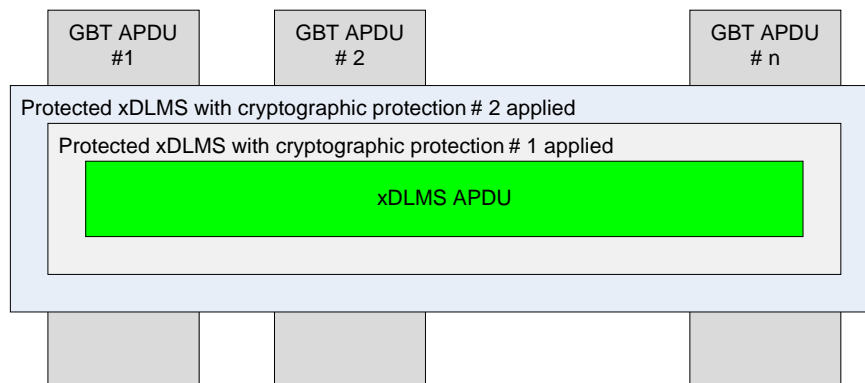 GBT APDU
#1
GBT APDU
# 2
GBT APDU
# n
Protected xDLMS with cryptographic protection # 2 applied
Protected xDLMS with cryptographic protection # 1 applied
xDLMS APDU